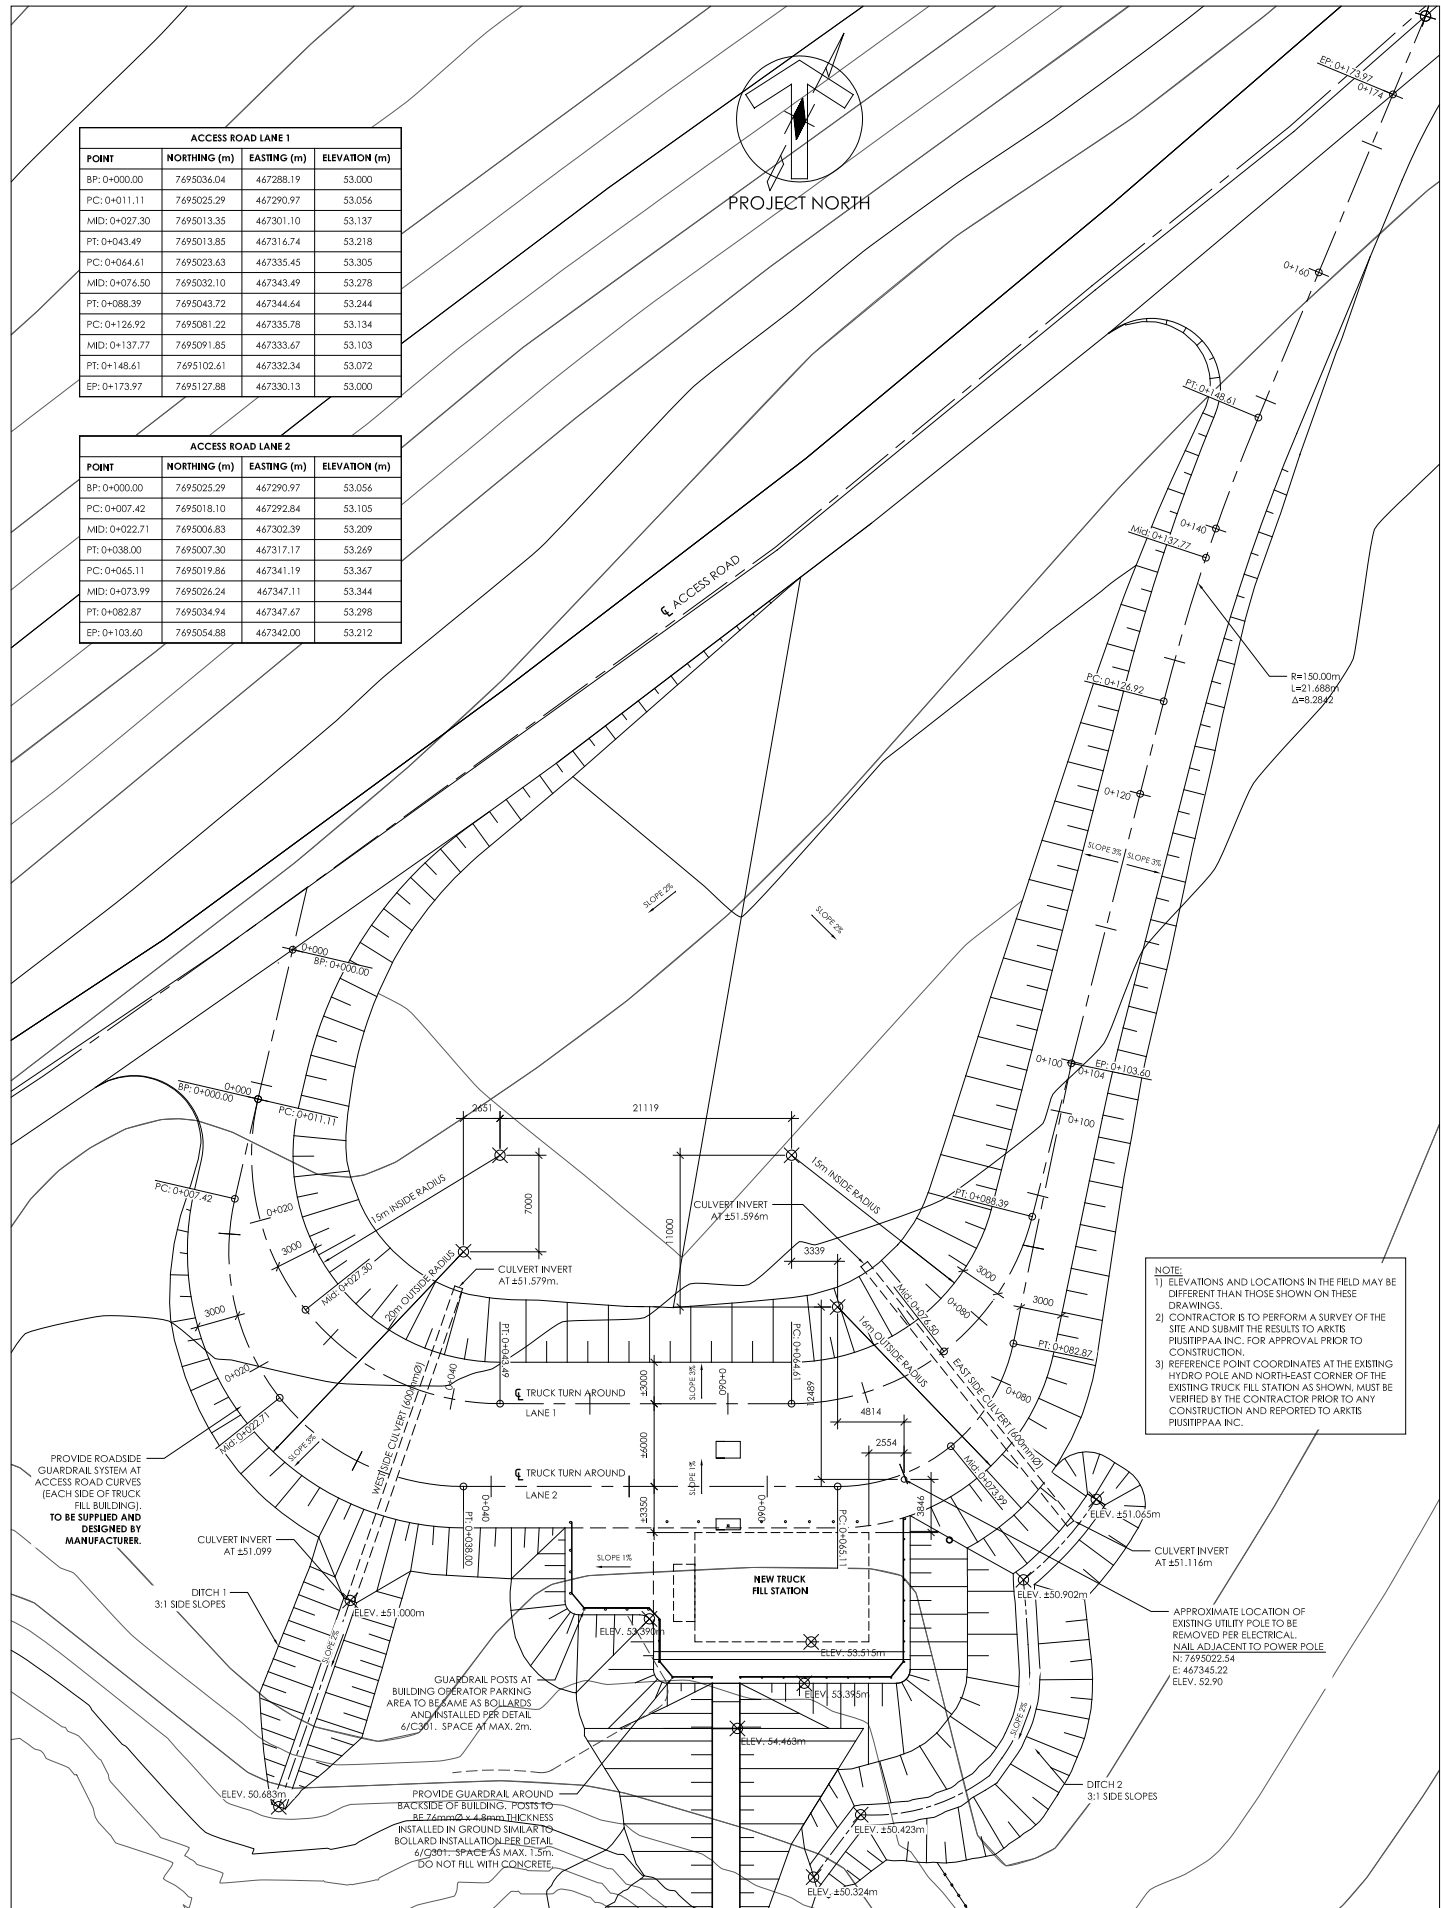 EP: 0+173.97
0+174
PROJECT NORTH
ACCESS ROAD LANE 1
POINT NORTHING (m) EASTING (m) ELEVATION (m)
BP: 0+000.00 7695036.04 467288.19 53.000
PC: 0+011.11 7695025.29 467290.97 53.056
MID: 0+027.30 7695013.35 467301.10 53.137
PT: 0+043.49 7695013.85 467316.74 53.218
PC: 0+064.61 7695023.63 467335.45 53.305
MID: 0+076.50 7695032.10 467343.49 53.278
PT: 0+088.39 7695043.72 467344.64 53.244
PC: 0+126.92 7695081.22 467335.78 53.134
MID: 0+137.77 7695091.85 467333.67 53.103
PT: 0+148.61 7695102.61 467332.34 53.072
EP: 0+173.97 7695127.88 467330.13 53.000
ACCESS ROAD LANE 2
POINT NORTHING (m) EASTING (m) ELEVATION (m)
BP: 0+000.00 7695025.29 467290.97 53.056
PC: 0+007.42 7695018.10 467292.84 53.105
MID: 0+022.71 7695006.83 467302.39 53.209
PT: 0+038.00 7695007.30 467317.17 53.269
PC: 0+065.11 7695019.86 467341.19 53.367
MID: 0+073.99 7695026.24 467347.11 53.344
PT: 0+082.87 7695034.94 467347.67 53.298
EP: 0+103.60 7695054.88 467342.00 53.212
0+160
PT: 0+148.61
0+140
Mid: 0+137.77
℄ ACCESS ROAD
R=150.00m
L=21.688m
Δ=8.2842
PC: 0+126.92
0+120
SLOPE 3%
SLOPE 3%
SLOPE 2%
SLOPE 2%
0+000
BP: 0+000.00
0+100
EP: 0+103.60
0+104
0+100
0+000
BP: 0+000.00
PC: 0+011.11
2651
21119
PC: 0+007.42
0+020
3000
15m INSIDE RADIUS
7000
11000
15m INSIDE RADIUS
CULVERT INVERT
AT ±51.596m
PT: 0+088.39
3339
3000
3000
Mid: 0+027.30
20m OUTSIDE RADIUS
CULVERT INVERT
AT ±51.579m.
Mid: 0+076.50
0+080
16m OUTSIDE RADIUS
EAST SIDE CULVERT (600mmØ)
PT: 0+082.87
0+080
NOTE:
1) ELEVATIONS AND LOCATIONS IN THE FIELD MAY BE
DIFFERENT THAN THOSE SHOWN ON THESE
DRAWINGS.
2) CONTRACTOR IS TO PERFORM A SURVEY OF THE
SITE AND SUBMIT THE RESULTS TO ARKTIS
PIUSITIPPAA INC. FOR APPROVAL PRIOR TO
CONSTRUCTION.
3) REFERENCE POINT COORDINATES AT THE EXISTING
HYDRO POLE AND NORTH-EAST CORNER OF THE
EXISTING TRUCK FILL STATION AS SHOWN, MUST BE
VERIFIED BY THE CONTRACTOR PRIOR TO ANY
CONSTRUCTION AND REPORTED TO ARKTIS
PIUSITIPPAA INC.
3000
0+020
Mid: 0+022.71
SLOPE 3%
WEST SIDE CULVERT (600mmØ)
0+040
PT: 0+043.49
℄ TRUCK TURN AROUND
LANE 1
±3000
SLOPE 3%
0+060
PC: 0+064.61
12489
4814
2554
±6000
℄ TRUCK TURN AROUND
LANE 2
SLOPE 1%
0+040
PT: 0+038.00
±3350
0+060
PC: 0+065.11
3846
Mid: 0+073.99
PROVIDE ROADSIDE
GUARDRAIL SYSTEM AT
ACCESS ROAD CURVES
(EACH SIDE OF TRUCK
FILL BUILDING).
TO BE SUPPLIED AND
DESIGNED BY
MANUFACTURER.
CULVERT INVERT
AT ±51.099
ELEV. ±51.065m
CULVERT INVERT
AT ±51.116m
SLOPE 1%
NEW TRUCK
FILL STATION
ELEV. ±50.902m
DITCH 1
3:1 SIDE SLOPES
ELEV. ±51.000m
SLOPE 2%
ELEV. 53.390m
ELEV. 53.515m
APPROXIMATE LOCATION OF
EXISTING UTILITY POLE TO BE
REMOVED PER ELECTRICAL.
NAIL ADJACENT TO POWER POLE
N: 7695022.54
E: 467345.22
ELEV. 52.90
GUARDRAIL POSTS AT
BUILDING OPERATOR PARKING
AREA TO BE SAME AS BOLLARDS
AND INSTALLED PER DETAIL
6/C301. SPACE AT MAX. 2m.
ELEV. 53.395m
ELEV. 54.463m
SLOPE 2%
ELEV. 50.683m
PROVIDE GUARDRAIL AROUND
BACKSIDE OF BUILDING. POSTS TO
BE 76mmØ x 4.8mm THICKNESS
INSTALLED IN GROUND SIMILAR TO
BOLLARD INSTALLATION PER DETAIL
6/C301. SPACE AS MAX. 1.5m.
DO NOT FILL WITH CONCRETE.
DITCH 2
3:1 SIDE SLOPES
ELEV. ±50.423m
ELEV. ±50.324m